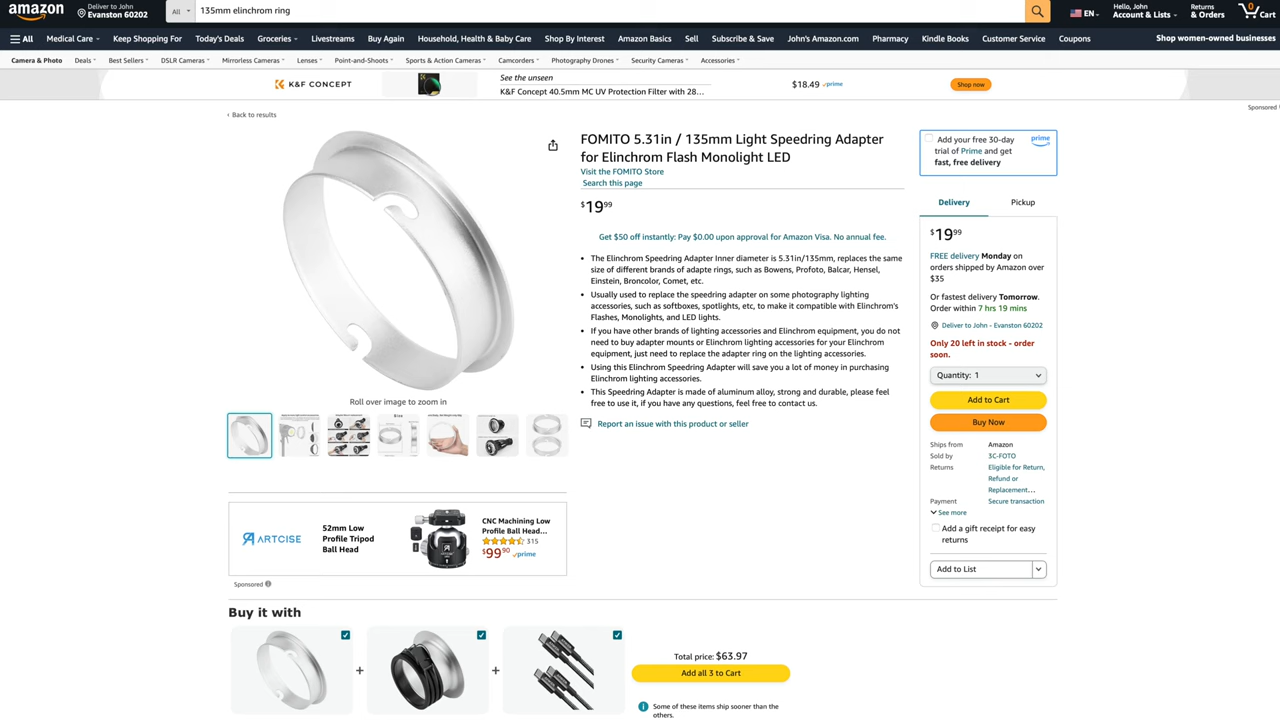 amazon
Deliver to John
Evanston 60202
All
135mm elinchrom ring
EN
Hello, John
Account & Lists
Returns
& Orders
0
Cart
All
Medical Care
Keep Shopping For
Today's Deals
Groceries
Livestreams
Buy Again
Household, Health & Baby Care
Shop By Interest
Amazon Basics
Sell
Subscribe & Save
John's Amazon.com
Pharmacy
Kindle Books
Customer Service
Coupons
Shop women-owned businesses
Camera & Photo
Deals
Best Sellers
DSLR Cameras
Mirrorless Cameras
Lenses
Point-and-Shoots
Sports & Action Cameras
Camcorders
Photography Drones
Security Cameras
Accessories
K&F CONCEPT
See the unseen
K&F Concept 40.5mm MC UV Protection Filter with 28...
$18.49 prime
Shop now
Sponsored
‹ Back to results
FOMITO 5.31in / 135mm Light Speedring Adapter
for Elinchrom Flash Monolight LED
Visit the FOMITO Store
Search this page
$1999
Get $50 off instantly: Pay $0.00 upon approval for Amazon Visa. No annual fee.
• The Elinchrom Speedring Adapter Inner diameter is 5.31in/135mm, replaces the same
size of different brands of adapte rings, such as Bowens, Profoto, Balcar, Hensel,
Einstein, Broncolor, Comet, etc.
• Usually used to replace the speedring adapter on some photography lighting
accessories, such as softboxes, spotlights, etc, to make it compatible with Elinchrom's
Flashes, Monolights, and LED lights.
• If you have other brands of lighting accessories and Elinchrom equipment, you do not
need to buy adapter mounts or Elinchrom lighting accessories for your Elinchrom
equipment, just need to replace the adapter ring on the lighting accessories.
• Using this Elinchrom Speedring Adapter will save you a lot of money in purchasing
Elinchrom lighting accessories.
• This Speedring Adapter is made of aluminum alloy, strong and durable, please feel
free to use it, if you have any questions, feel free to contact us.
Report an issue with this product or seller
Roll over image to zoom in
Add your free 30-day
trial of Prime and get
fast, free delivery
prime
Delivery
Pickup
$1999
FREE delivery Monday on
orders shipped by Amazon over
$35
Or fastest delivery Tomorrow.
Order within 7 hrs 19 mins
Deliver to John - Evanston 60202
Only 20 left in stock - order
soon.
Quantity: 1
Add to Cart
Buy Now
Ships from Amazon
Sold by 3C-FOTO
Returns Eligible for Return,
Refund or
Replacement...
Payment Secure transaction
See more
Add a gift receipt for easy
returns
Add to List
ARTCISE
52mm Low
Profile Tripod
Ball Head
CNC Machining Low
Profile Ball Head...
315
$9990 prime
Sponsored
Buy it with
+
+
Total price: $63.97
Add all 3 to Cart
Some of these items ship sooner than the
others.